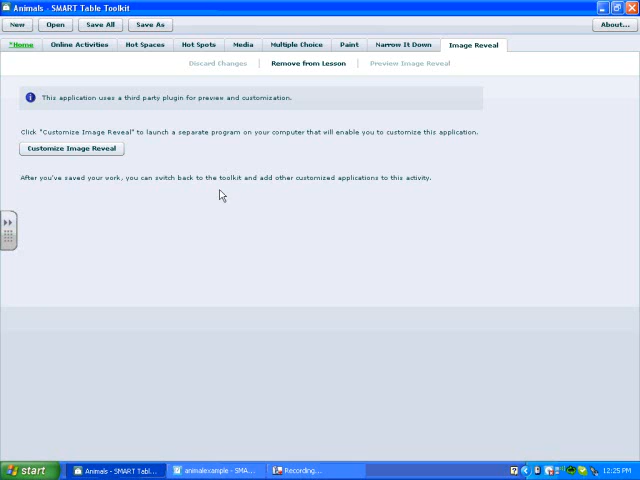 Animals - SMART Table Toolkit
New Open Save All Save As About...
*Home Online Activities Hot Spaces Hot Spots Media Multiple Choice Paint Narrow It Down Image Reveal
Discard Changes Remove from Lesson Preview Image Reveal
This application uses a third party plugin for preview and customization.
Click "Customize Image Reveal" to launch a separate program on your computer that will enable you to customize this application.
Customize Image Reveal
After you've saved your work, you can switch back to the toolkit and add other customized applications to this activity.
start Animals - SMART Tabl... animalexample - SMA... Recording... 12:25 PM